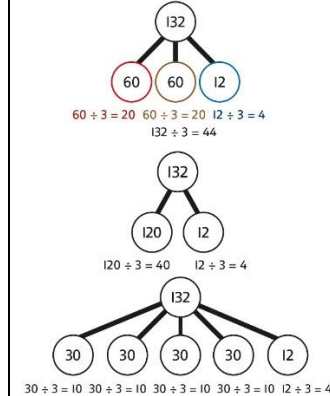 132
60 60 12
60 ÷ 3 = 20 60 ÷ 3 = 20 12 ÷ 3 = 4
132 ÷ 3 = 44
132
120 12
120 ÷ 3 = 40 12 ÷ 3 = 4
132
30 30 30 30 12
30 ÷ 3 = 10 30 ÷ 3 = 10 30 ÷ 3 = 10 30 ÷ 3 = 10 12 ÷ 3 = 4